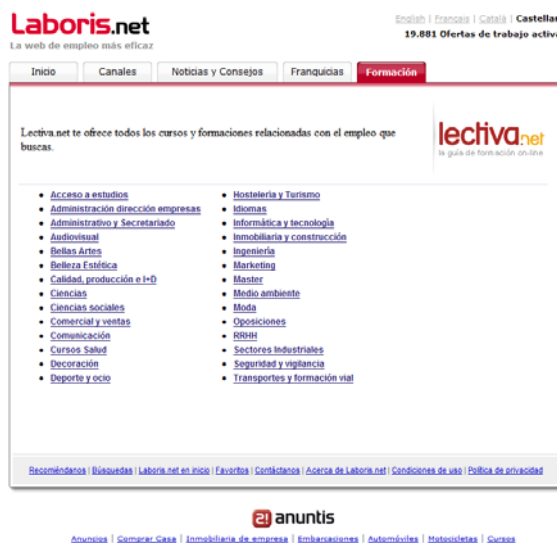 Laboris.net
La web de empleo más eficaz
English | Français | Català | Castella
19.881 Ofertas de trabajo activa
Inicio
Canales
Noticias y Consejos
Franquicias
Formación
Lectiva.net te ofrece todos los cursos y formaciones relacionadas con el empleo que
buscas.
lectiva.net
la guía de formación on-line
Acceso a estudios
Administración dirección empresas
Administrativo y Secretariado
Audiovisual
Bellas Artes
Belleza Estética
Calidad, producción e I+D
Ciencias
Ciencias sociales
Comercial y ventas
Comunicación
Cursos Salud
Decoración
Deporte y ocio
Hostelería y Turismo
Idiomas
Informática y tecnología
Inmobiliaria y construcción
Ingeniería
Marketing
Master
Medio ambiente
Moda
Oposiciones
RRHH
Sectores Industriales
Seguridad y vigilancia
Transportes y formación vial
Recomiéndanos | Búsquedas | Laboris.net en inicio | Favoritos | Contáctanos | Acerca de Laboris.net | Condiciones de uso | Política de privacidad
anuntis
Anuncios | Comprar Casa | Inmobiliaria de empresa | Embarcaciones | Automóviles | Motocicletas | Cursos